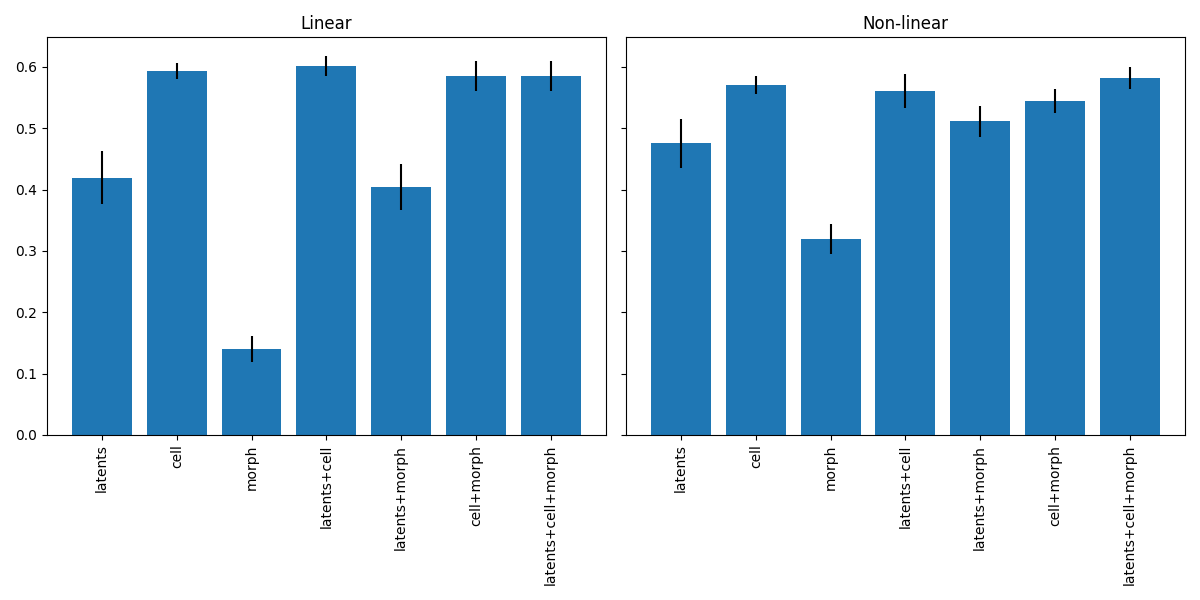 Linear
Non-linear
0.6
0.5
0.4
0.3
0.2
0.1
0.0
latents
cell
morph
latents+cell
latents+morph
cell+morph
latents+cell+morph
latents
cell
morph
latents+cell
latents+morph
cell+morph
latents+cell+morph